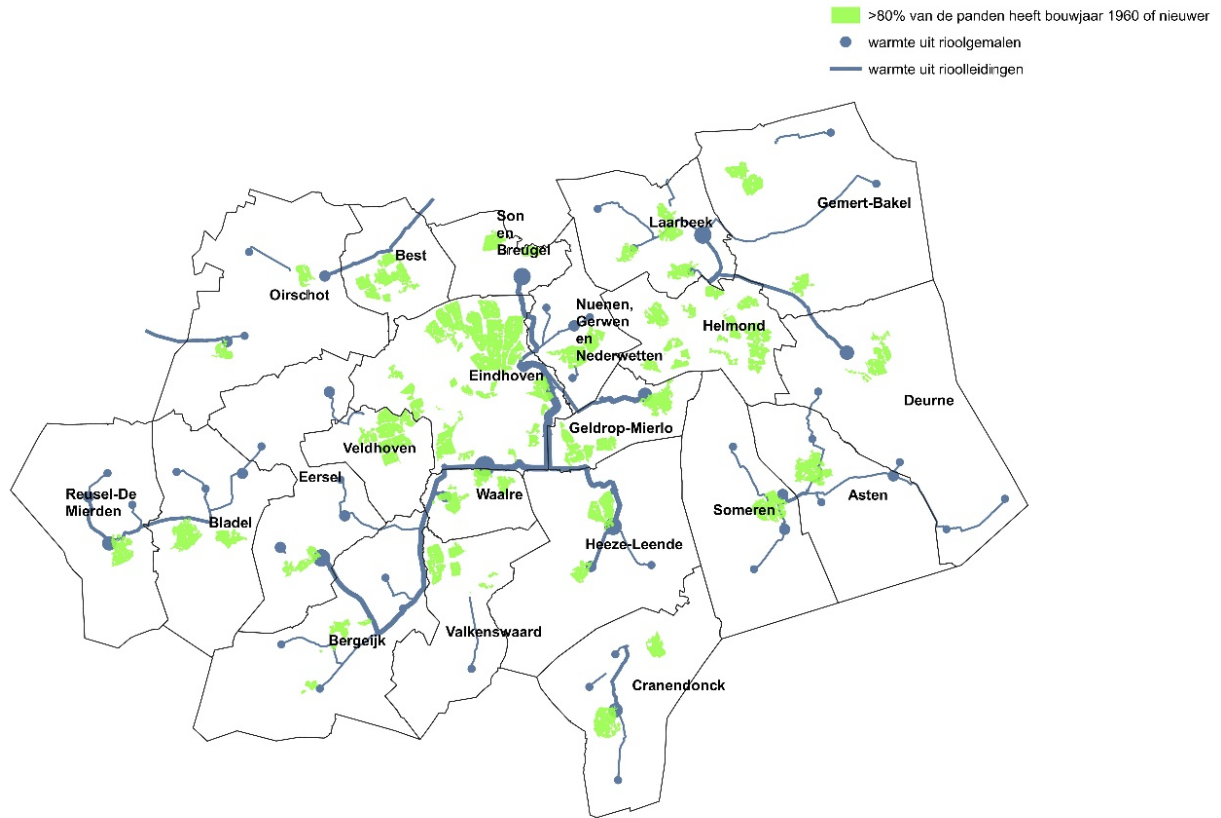 >80% van de panden heeft bouwjaar 1960 of nieuwer
warmte uit rioolgemalen
warmte uit rioolleidingen
Gemert-Bakel
Son
en
Breugel
Laarbeek
Best
Oirschot
Nuenen,
Gerwen
en
Nederwetten
Helmond
Eindhoven
Deurne
Geldrop-Mierlo
Veldhoven
Eersel
Reusel-De
Mierden
Waalre
Asten
Someren
Bladel
Heeze-Leende
Bergeijk
Valkenswaard
Cranendonck